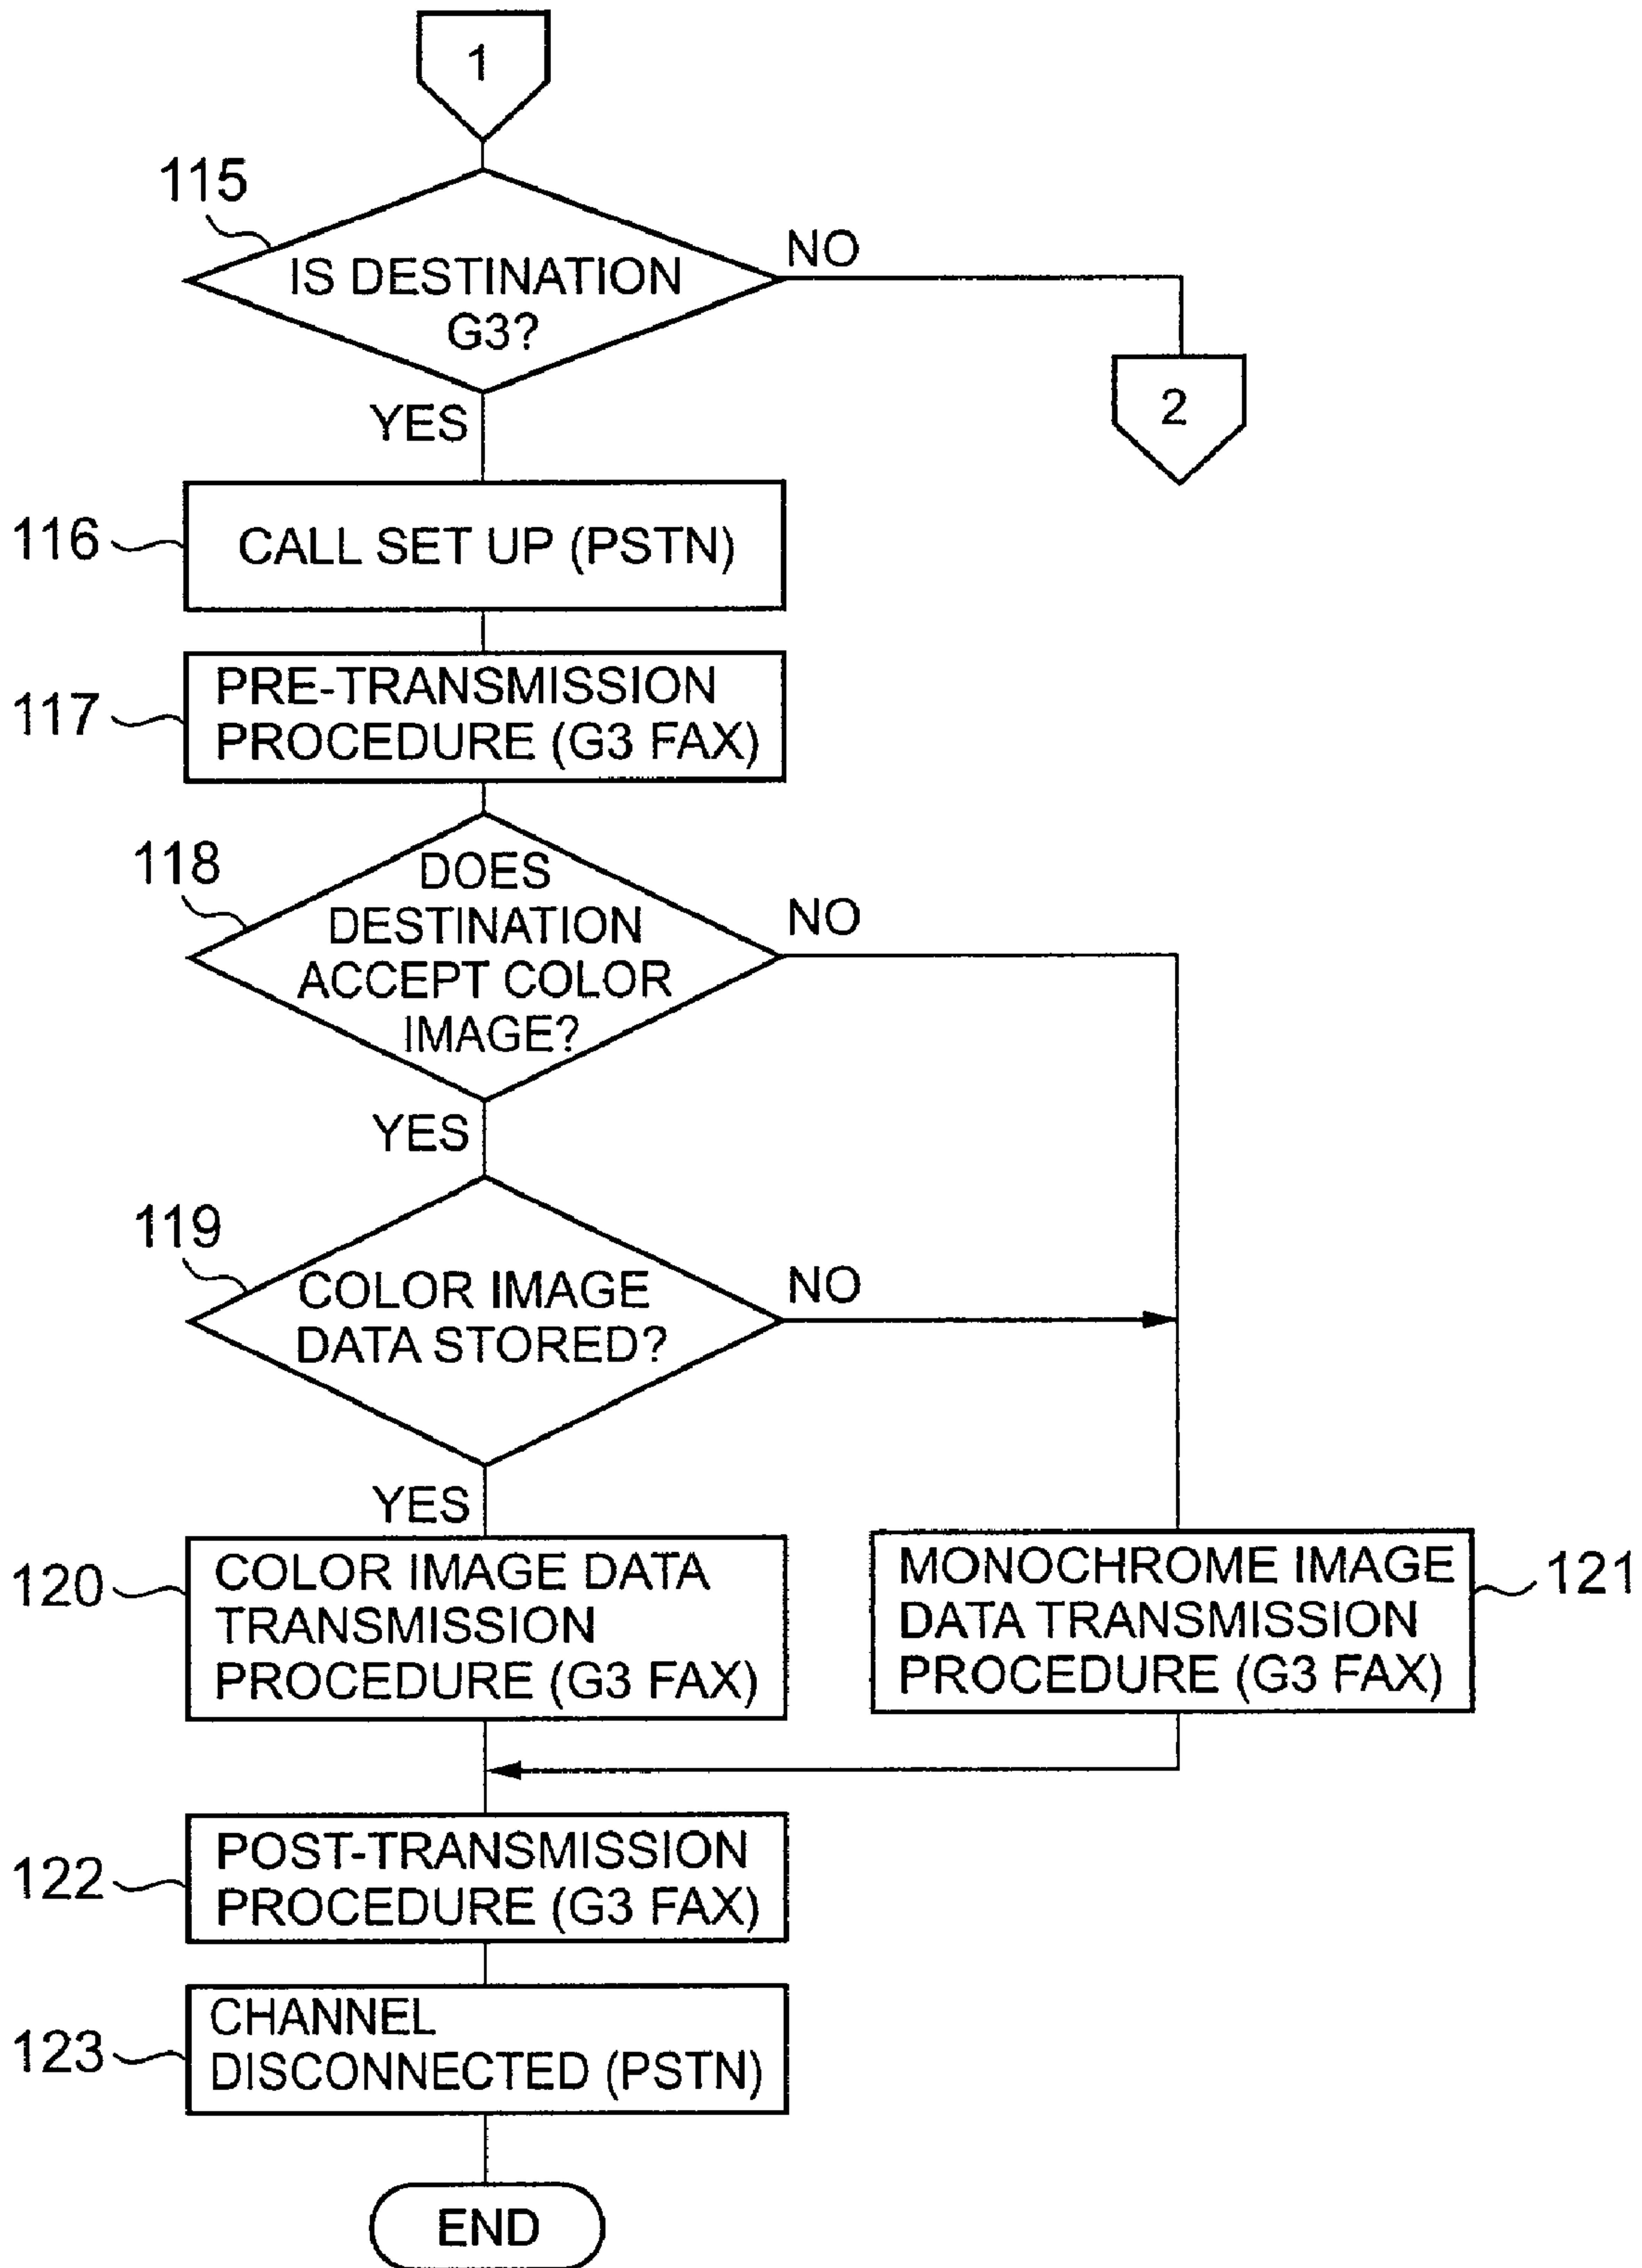 1
115
IS DESTINATION
G3?
NO
2
YES
116
CALL SET UP (PSTN)
117
PRE-TRANSMISSION
PROCEDURE (G3 FAX)
118
DOES
DESTINATION
ACCEPT COLOR
IMAGE?
NO
YES
119
COLOR IMAGE
DATA STORED?
NO
YES
120
COLOR IMAGE DATA
TRANSMISSION
PROCEDURE (G3 FAX)
MONOCHROME IMAGE
DATA TRANSMISSION
PROCEDURE (G3 FAX)
121
122
POST-TRANSMISSION
PROCEDURE (G3 FAX)
123
CHANNEL
DISCONNECTED (PSTN)
END